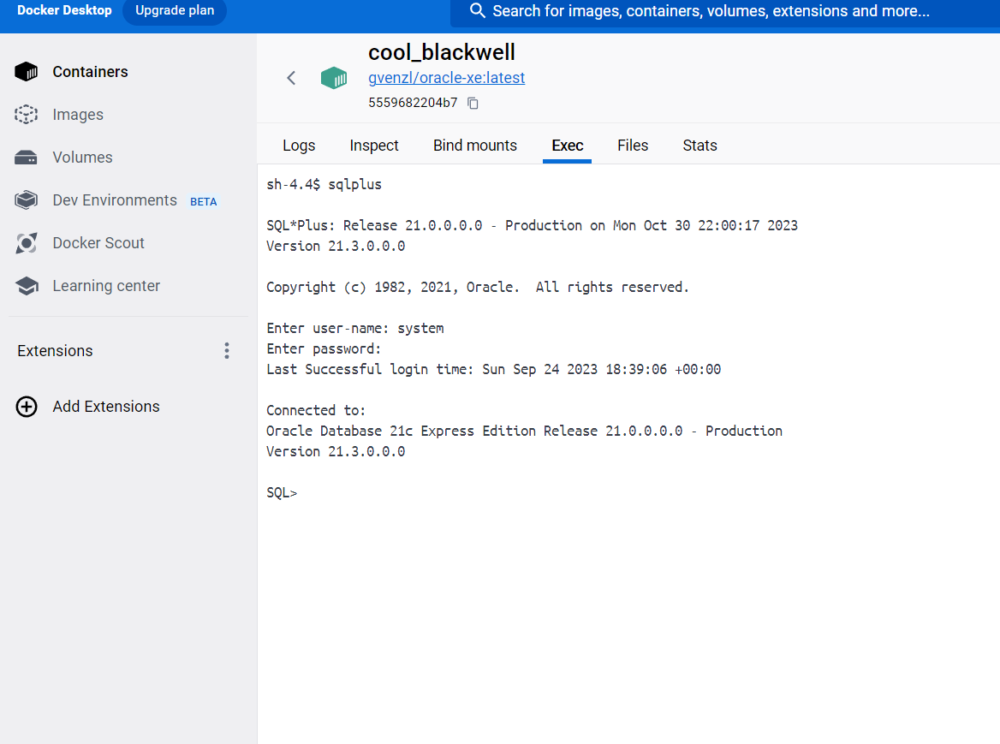 Docker Desktop Upgrade plan
Search for images, containers, volumes, extensions and more...
Containers
Images
Volumes
Dev Environments BETA
Docker Scout
Learning center
Extensions
Add Extensions
cool_blackwell
gvenzl/oracle-xe:latest
5559682204b7
Logs Inspect Bind mounts Exec Files Stats
sh-4.4$ sqlplus
SQL*Plus: Release 21.0.0.0.0 - Production on Mon Oct 30 22:00:17 2023
Version 21.3.0.0.0
Copyright (c) 1982, 2021, Oracle.  All rights reserved.
Enter user-name: system
Enter password:
Last Successful login time: Sun Sep 24 2023 18:39:06 +00:00
Connected to:
Oracle Database 21c Express Edition Release 21.0.0.0.0 - Production
Version 21.3.0.0.0
SQL>